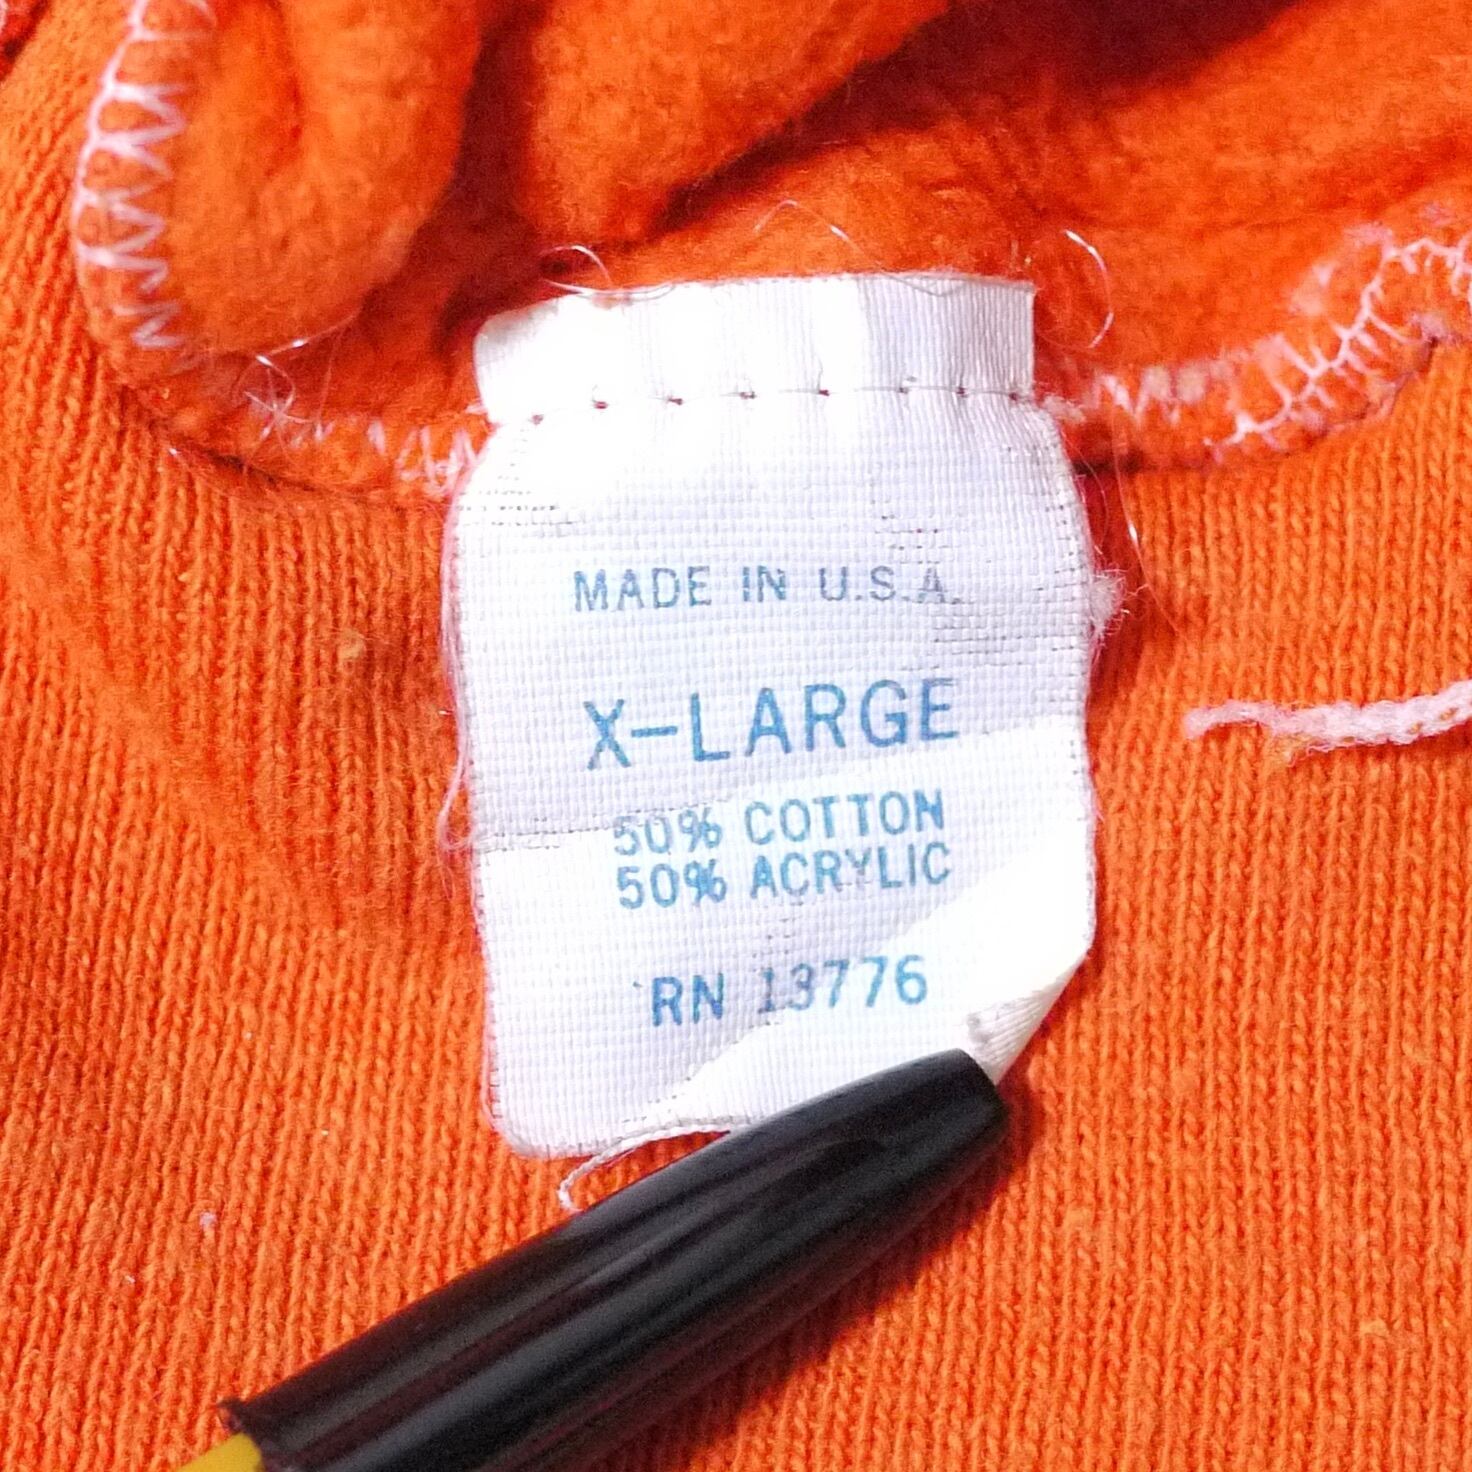 MADE IN U.S.A.
X-LARGE
50% COTTON
50% ACRYLIC
RN 13776